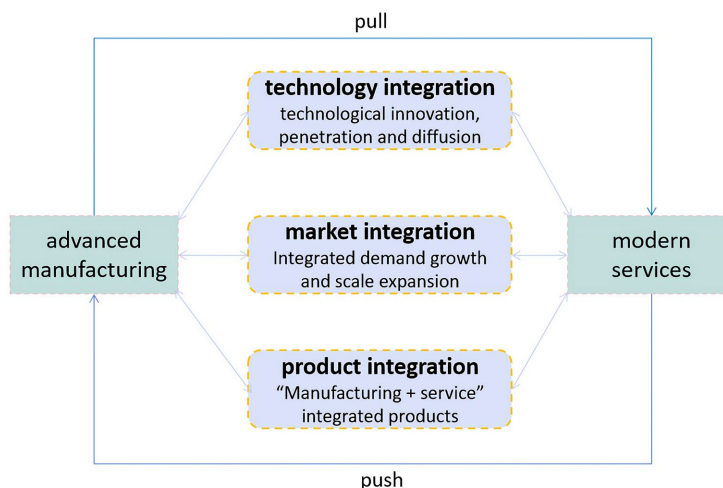 pull
technology integration
technological innovation,
penetration and diffusion
advanced
manufacturing
market integration
Integrated demand growth
and scale expansion
modern
services
product integration
“Manufacturing + service”
integrated products
push